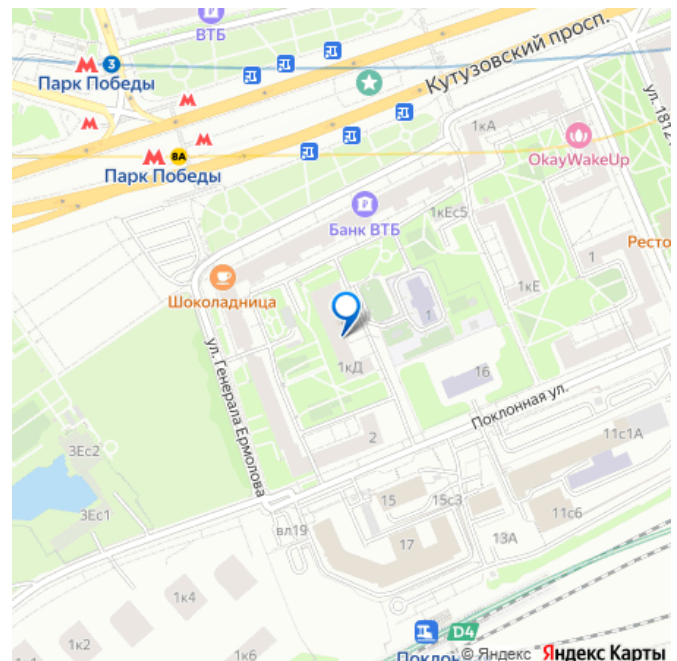 ВТБ
3
Парк Победы
Кутузовский просп.
8А
Парк Победы
1кА
OkayWakeUp
1кЕс5
Банк ВТБ
Ресто
1
1кЕ
Шоколадница
1
1кД
16
ул. Генерала Ермолова
Поклонная ул.
2
11с1А
3Ес2
3Ес1
15
15с3
11с6
вл19
17
13А
1к4
1к2
1к6
D4
© Яндекс Яндекс Карты